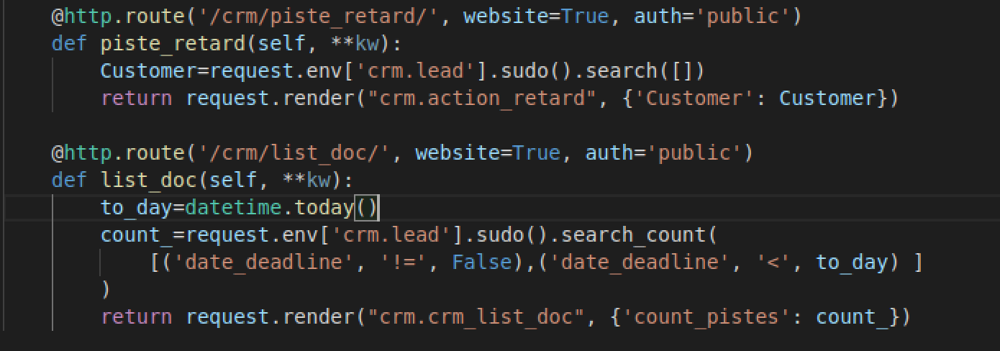 @http.route('/crm/piste_retard/', website=True, auth='public')
def piste_retard(self, **kw):
    Customer=request.env['crm.lead'].sudo().search([])
    return request.render("crm.action_retard", {'Customer': Customer})

@http.route('/crm/list_doc/', website=True, auth='public')
def list_doc(self, **kw):
    to_day=datetime.today()
    count_=request.env['crm.lead'].sudo().search_count(
        [('date_deadline', '!=', False),('date_deadline', '<', to_day) ]
    )
    return request.render("crm.crm_list_doc", {'count_pistes': count_})